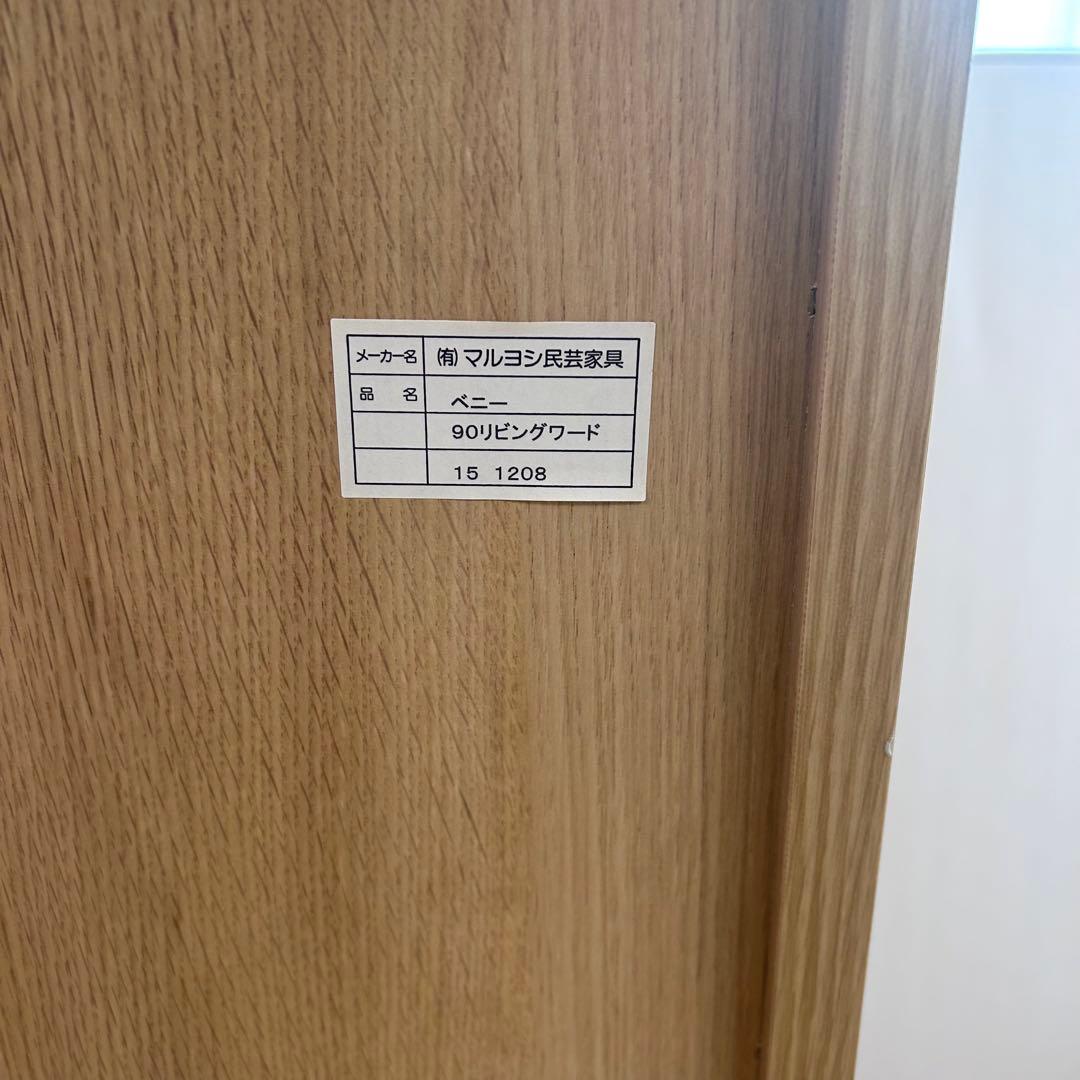 メーカー名 ㈲マルヨシ民芸家具
品名 ベニー
90リビングワード
15 1208